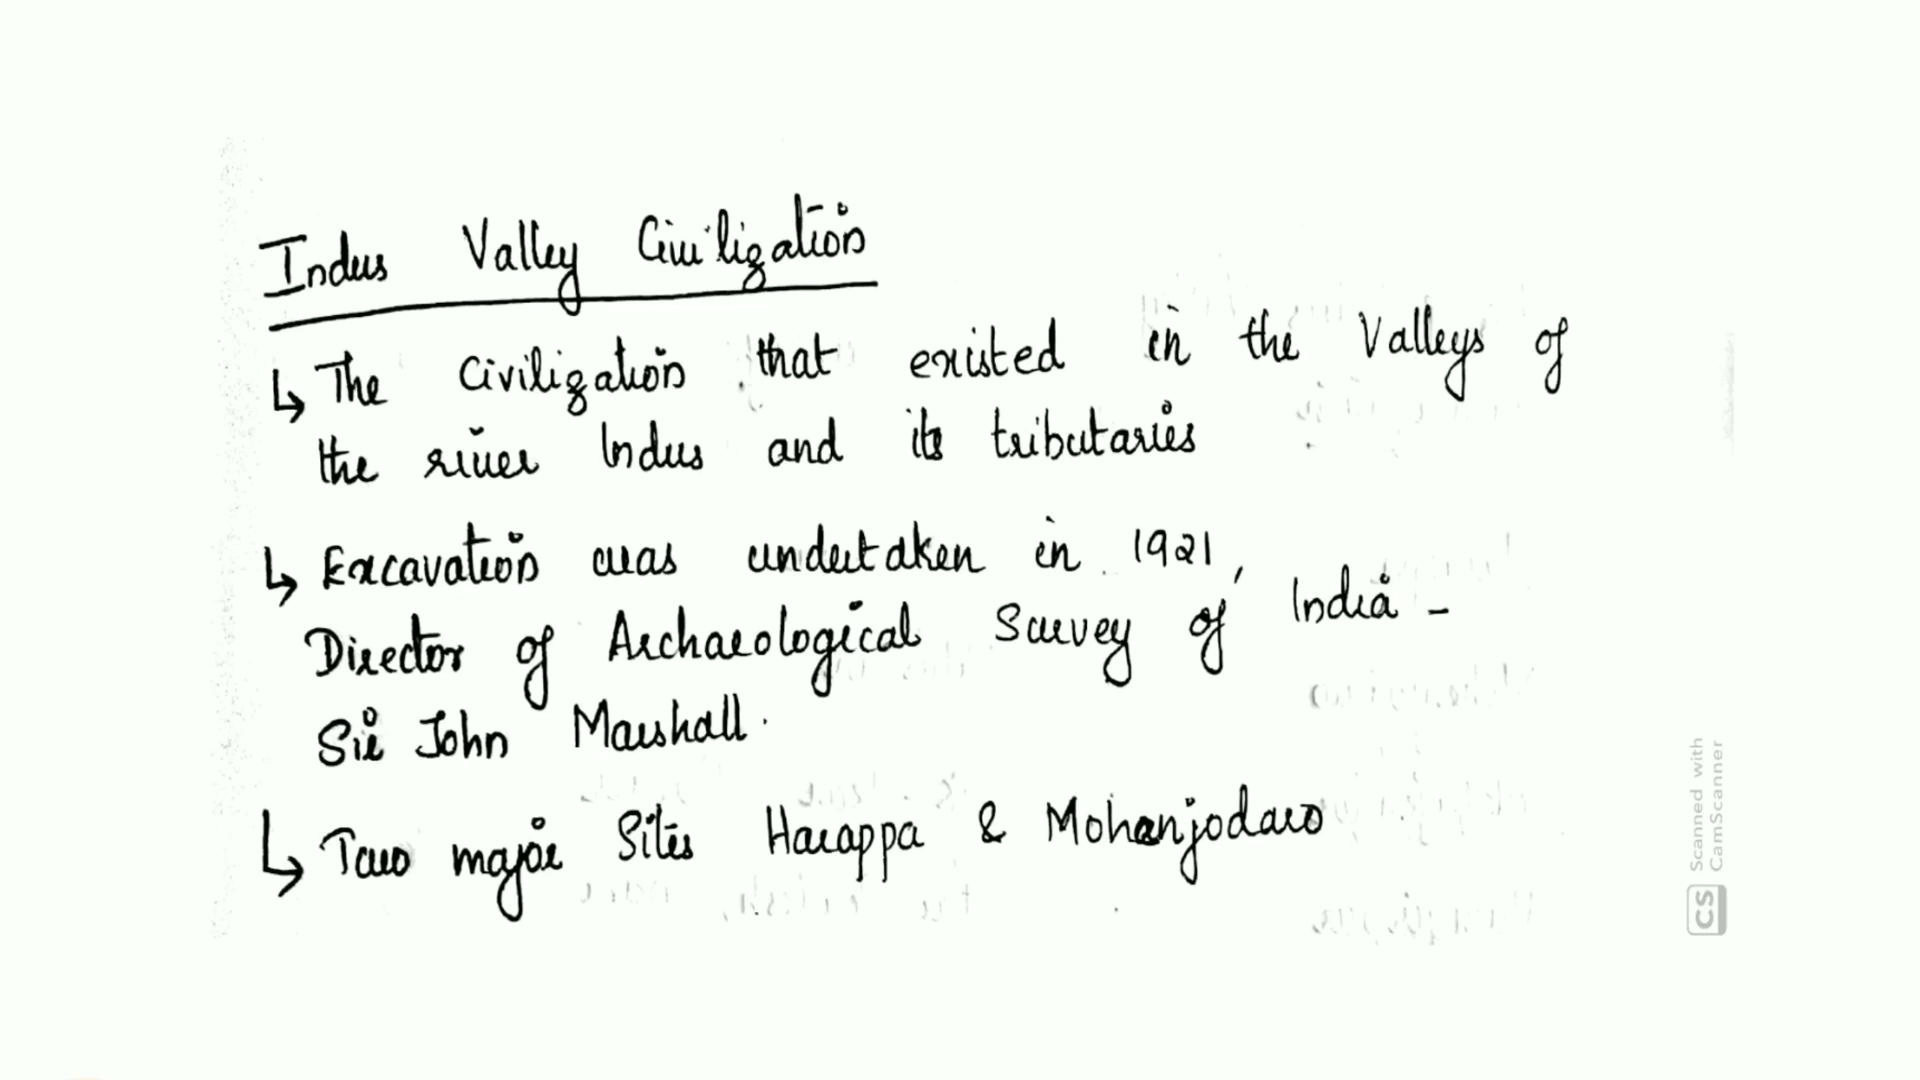 Indus Valley Civilization
↳ The Civilization that existed in the Valleys of
the river Indus and its tributaries
↳ Excavation was undertaken in 1921,
Director of Archaeological Survey of India -
Sir John Marshall.
↳ Two major Sites Harappa & Mohanjodaro
Scanned with
CamScanner
CS